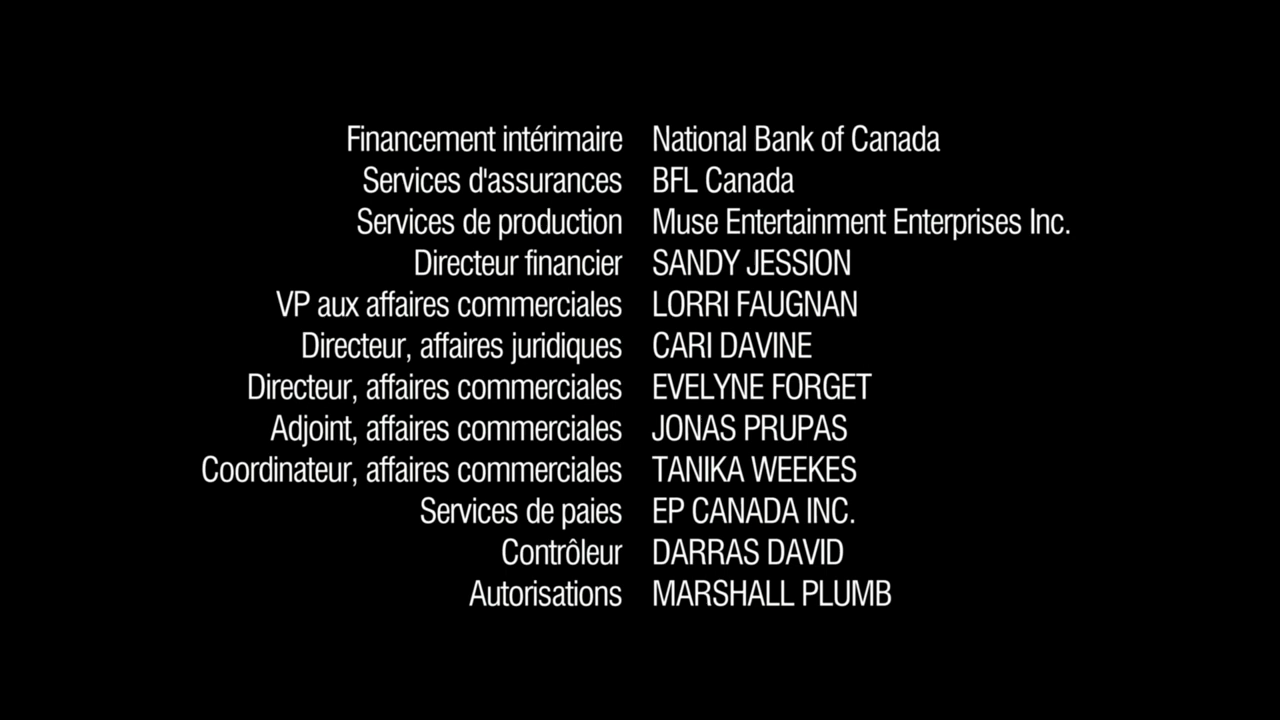 Financement intérimaire National Bank of Canada
Services d'assurances BFL Canada
Services de production Muse Entertainment Enterprises Inc.
Directeur financier SANDY JESSION
VP aux affaires commerciales LORRI FAUGNAN
Directeur, affaires juridiques CARI DAVINE
Directeur, affaires commerciales EVELYNE FORGET
Adjoint, affaires commerciales JONAS PRUPAS
Coordinateur, affaires commerciales TANIKA WEEKES
Services de paies EP CANADA INC.
Contrôleur DARRAS DAVID
Autorisations MARSHALL PLUMB